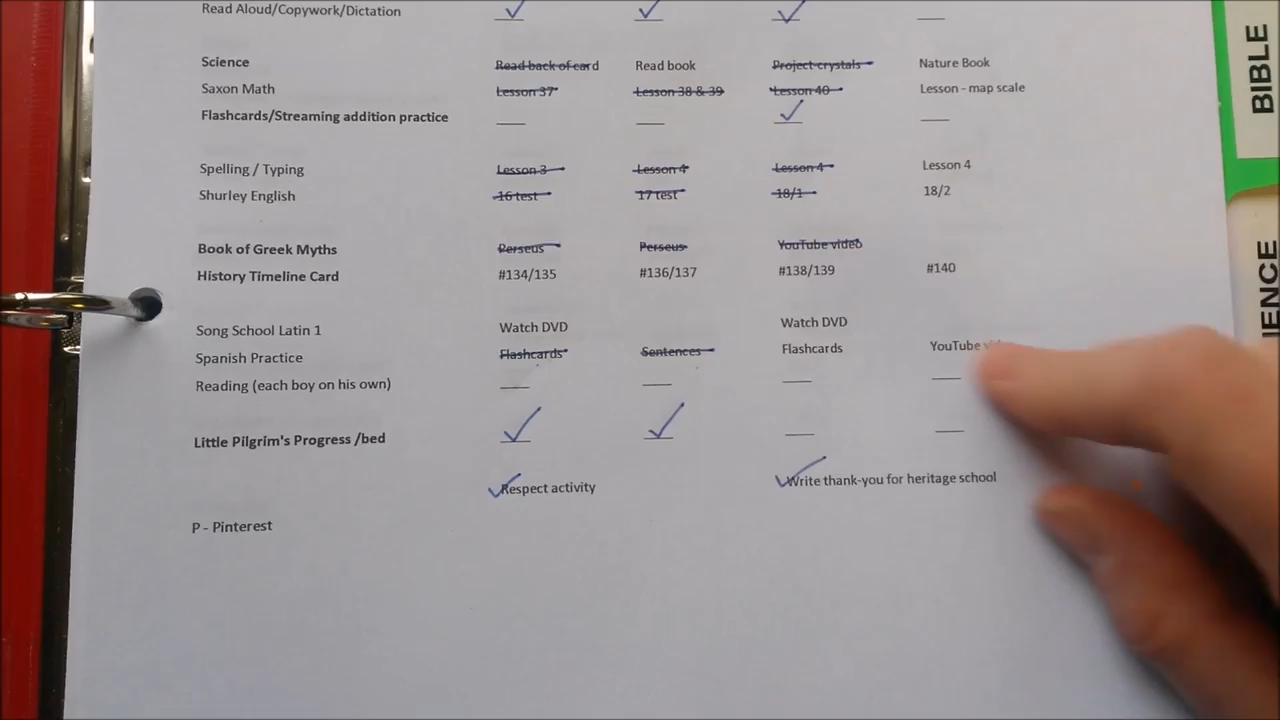 Read Aloud/Copywork/Dictation
Science Read back of card Read book Project crystals Nature Book
Saxon Math Lesson 37 Lesson 38 & 39 Lesson 40 Lesson - map scale
Flashcards/Streaming addition practice
Spelling / Typing Lesson 3 Lesson 4 Lesson 4 Lesson 4
Shurley English 16 test 17 test 18/1 18/2
Book of Greek Myths Perseus Perseus YouTube video
History Timeline Card #134/135 #136/137 #138/139 #140
Song School Latin 1 Watch DVD Watch DVD
Spanish Practice Flashcards Sentences Flashcards YouTube
Reading (each boy on his own)
Little Pilgrim's Progress /bed
Respect activity Write thank-you for heritage school
P - Pinterest
BIBLE